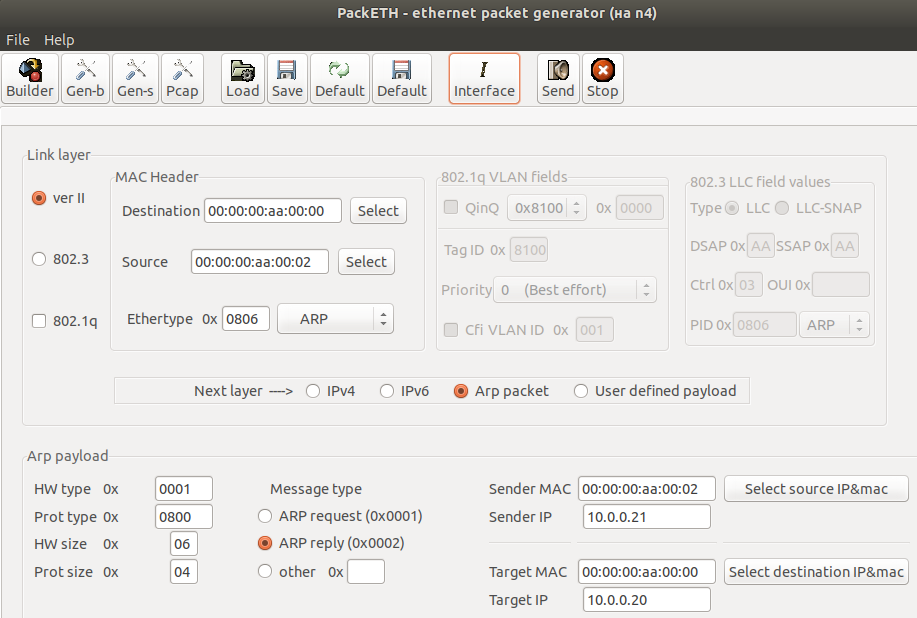 PackETH - ethernet packet generator (на n4)
File Help
Builder Gen-b Gen-s Pcap Load Save Default Default Interface Send Stop
Link layer
ver II
802.3
802.1q
MAC Header
Destination 00:00:00:aa:00:00 Select
Source 00:00:00:aa:00:02 Select
Ethertype 0x 0806 ARP
802.1q VLAN fields
QinQ 0x8100 0x 0000
Tag ID 0x 8100
Priority 0 (Best effort)
Cfi VLAN ID 0x 001
802.3 LLC field values
Type LLC LLC-SNAP
DSAP 0x AA SSAP 0x AA
Ctrl 0x 03 OUI 0x
PID 0x 0806 ARP
Next layer ----> IPv4 IPv6 Arp packet User defined payload
Arp payload
HW type 0x 0001
Prot type 0x 0800
HW size 0x 06
Prot size 0x 04
Message type
ARP request (0x0001)
ARP reply (0x0002)
other 0x
Sender MAC 00:00:00:aa:00:02 Select source IP&mac
Sender IP 10.0.0.21
Target MAC 00:00:00:aa:00:00 Select destination IP&mac
Target IP 10.0.0.20